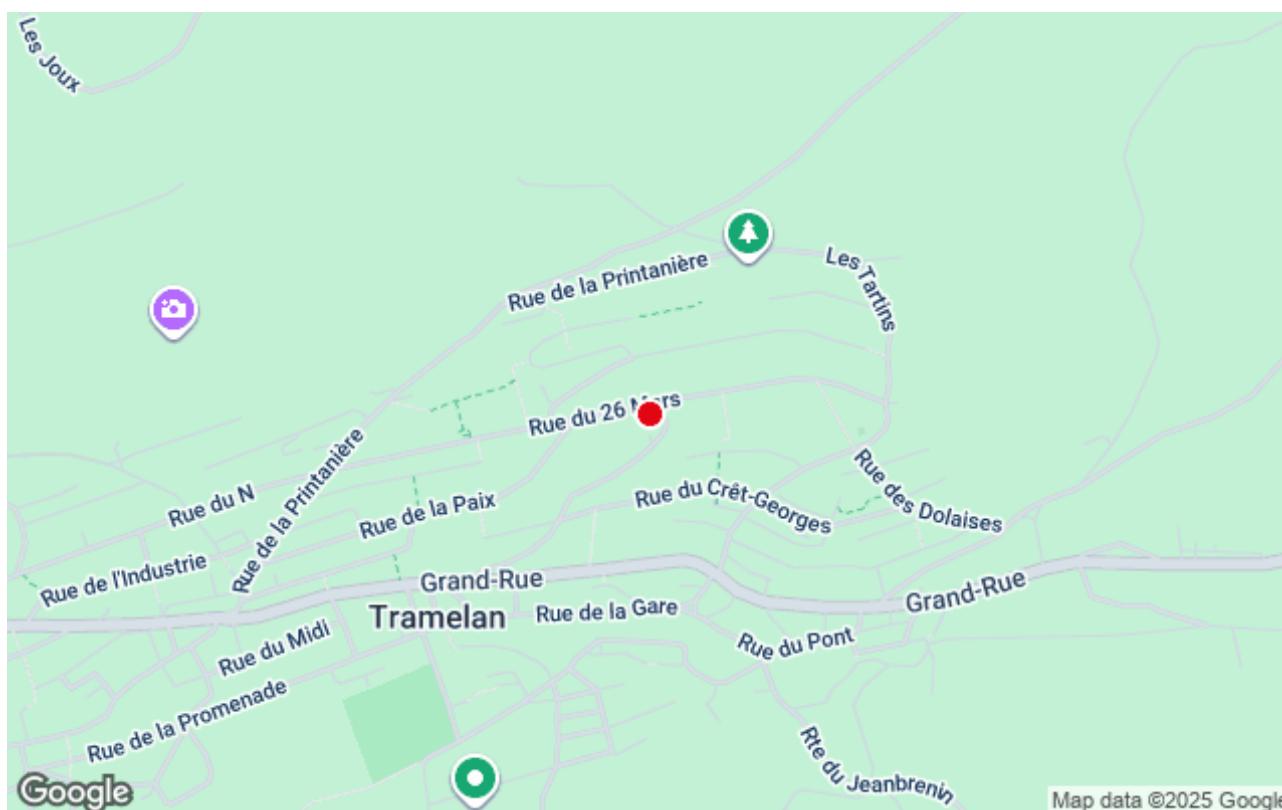 Les Joux
Rue de la Printanière
Les Tartins
Rue du 26 Mars
Rue du N
Rue de la Printanière
Rue de la Paix
Rue du Crêt-Georges
Rue des Dolaises
Rue de l'Industrie
Grand-Rue
Grand-Rue
Tramelan
Rue de la Gare
Rue du Midi
Rue du Pont
Rue de la Promenade
Rte du Jeanbrenin
Google
Map data ©2025 Google